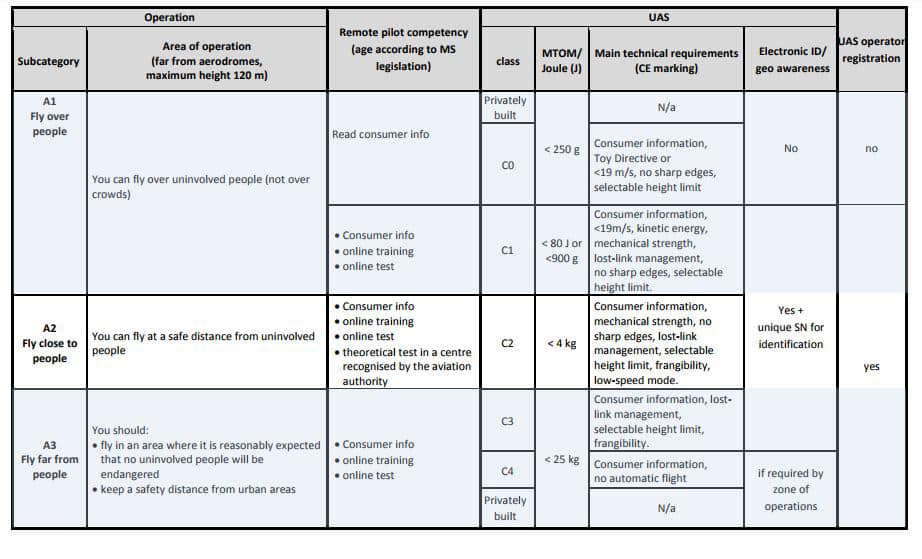 Operation
UAS
Subcategory
Area of operation
(far from aerodromes,
maximum height 120 m)
Remote pilot competency
(age according to MS
legislation)
class
MTOM/
Joule (J)
Main technical requirements
(CE marking)
Electronic ID/
geo awareness
UAS operator
registration
A1
Fly over
people
You can fly over uninvolved people (not over
crowds)
Read consumer info
Privately
built
< 250 g
N/a
No
no
C0
Consumer information,
Toy Directive or
<19 m/s, no sharp edges,
selectable height limit
• Consumer info
• online training
• online test
C1
< 80 J or
<900 g
Consumer information,
<19m/s, kinetic energy,
mechanical strength,
lost-link management,
no sharp edges, selectable
height limit.
Yes +
unique SN for
identification
yes
A2
Fly close to
people
You can fly at a safe distance from uninvolved
people
• Consumer info
• online training
• online test
• theoretical test in a centre
recognised by the aviation
authority
C2
< 4 kg
Consumer information,
mechanical strength, no
sharp edges, lost-link
management, selectable
height limit, frangibility,
low-speed mode.
A3
Fly far from
people
You should:
• fly in an area where it is reasonably expected
that no uninvolved people will be
endangered
• keep a safety distance from urban areas
• Consumer info
• online training
• online test
C3
< 25 kg
Consumer information, lost-
link management,
selectable height limit,
frangibility.
C4
Consumer information,
no automatic flight
if required by
zone of
operations
Privately
built
N/a